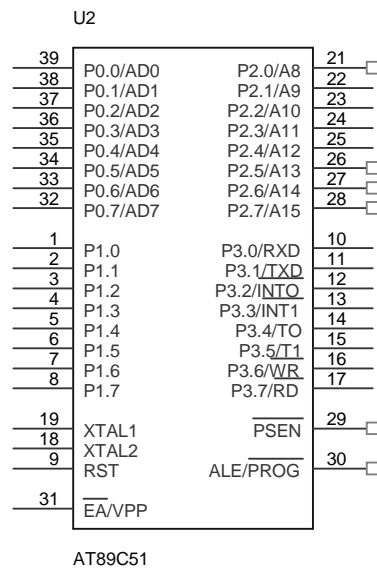 U2
39 P0.0/AD0 P2.0/A8 21
38 P0.1/AD1 P2.1/A9 22
37 P0.2/AD2 P2.2/A10 23
36 P0.3/AD3 P2.3/A11 24
35 P0.4/AD4 P2.4/A12 25
34 P0.5/AD5 P2.5/A13 26
33 P0.6/AD6 P2.6/A14 27
32 P0.7/AD7 P2.7/A15 28
1 P1.0 P3.0/RXD 10
2 P1.1 P3.1/TXD 11
3 P1.2 P3.2/INTO 12
4 P1.3 P3.3/INT1 13
5 P1.4 P3.4/TO 14
6 P1.5 P3.5/T1 15
7 P1.6 P3.6/WR 16
8 P1.7 P3.7/RD 17
19 XTAL1 PSEN 29
18 XTAL2
9 RST ALE/PROG 30
31 EA/VPP
AT89C51